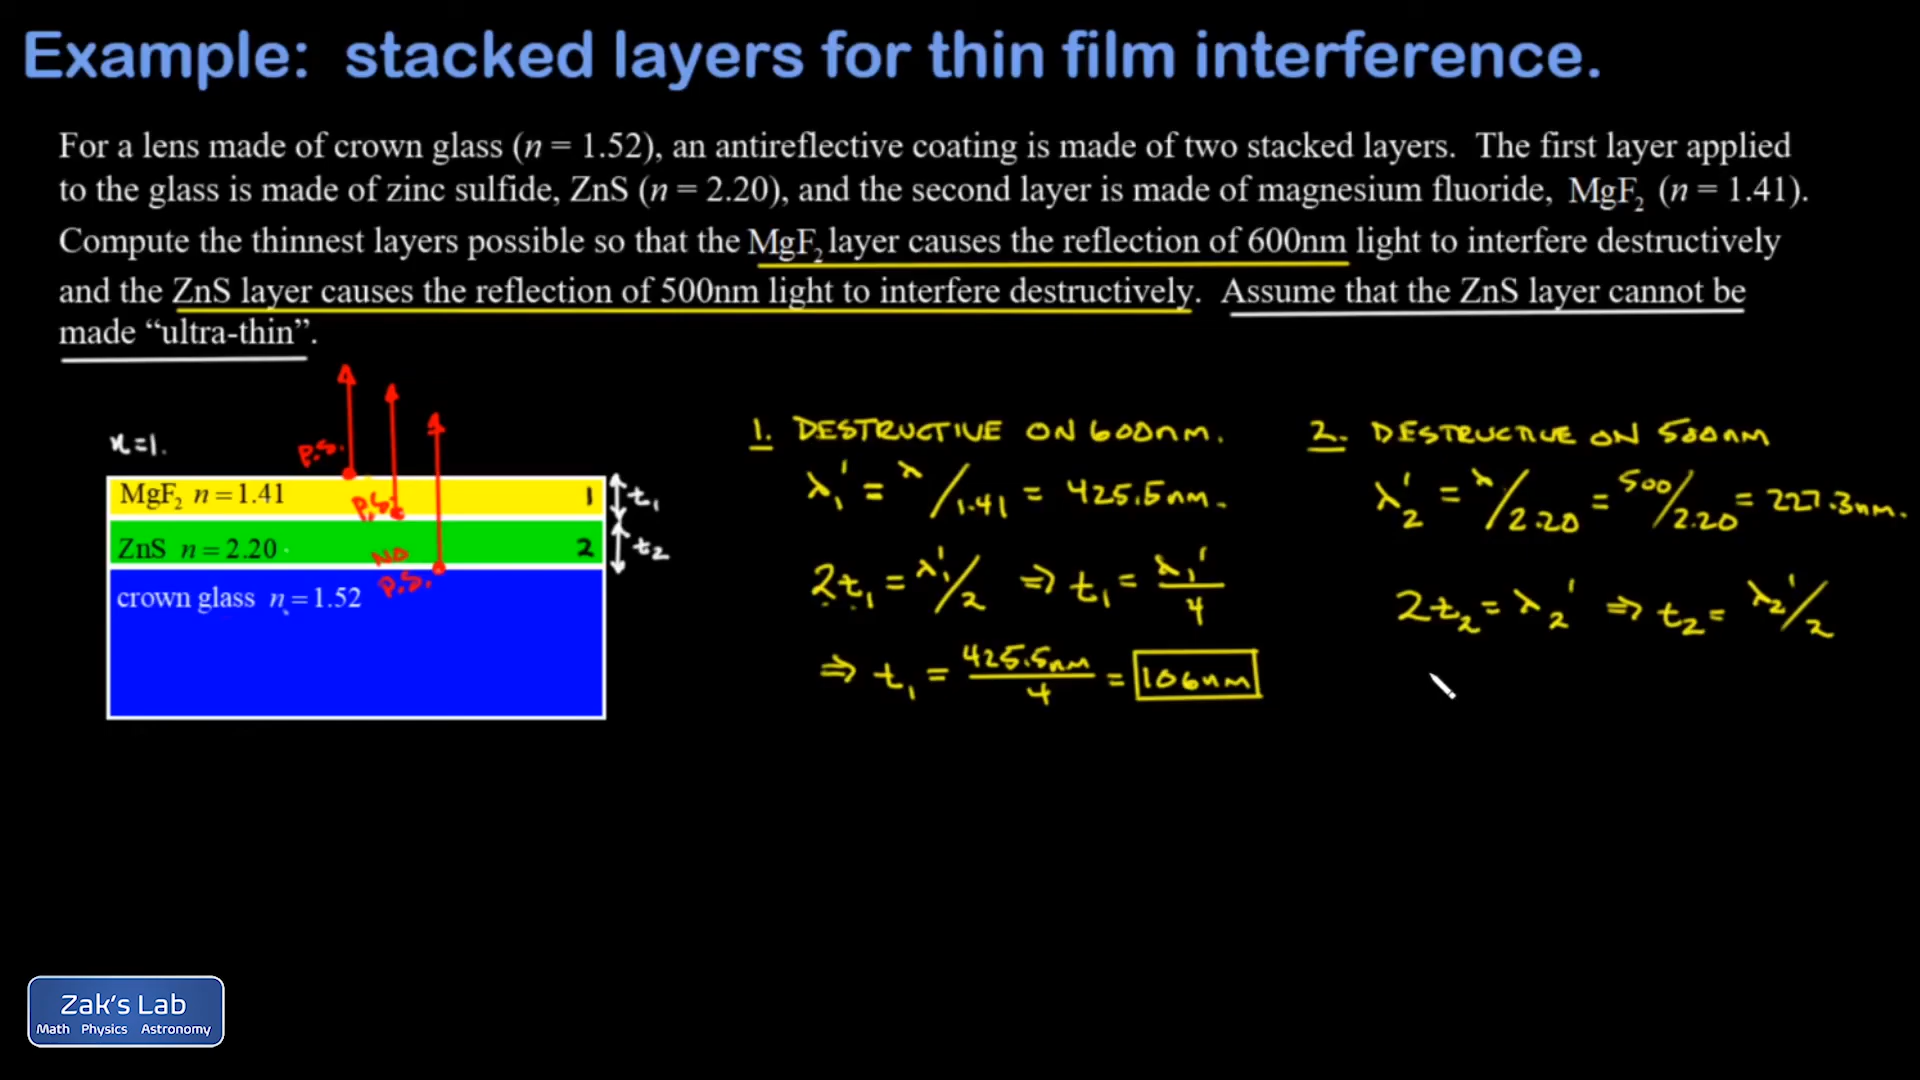 Example: stacked layers for thin film interference.
For a lens made of crown glass (n = 1.52), an antireflective coating is made of two stacked layers. The first layer applied
to the glass is made of zinc sulfide, ZnS (n = 2.20), and the second layer is made of magnesium fluoride, MgF₂ (n = 1.41).
Compute the thinnest layers possible so that the MgF₂ layer causes the reflection of 600nm light to interfere destructively
and the ZnS layer causes the reflection of 500nm light to interfere destructively. Assume that the ZnS layer cannot be
made “ultra-thin”.
n=1.
P.S.
MgF₂ n = 1.41
P.S.
1
t₁
ZnS n = 2.20
NO
P.S.
2
t₂
crown glass n = 1.52
1. DESTRUCTIVE ON 600nm.
λ₁' = λ/1.41 = 425.5nm.
2t₁ = λ₁'/2 ⇒ t₁ = λ₁'/4
⇒ t₁ = 425.5nm/4 = 106nm
2. DESTRUCTIVE ON 500nm
λ₂' = λ/2.20 = 500/2.20 = 227.3nm.
2t₂ = λ₂' ⇒ t₂ = λ₂'/2
Zak's Lab
Math Physics Astronomy